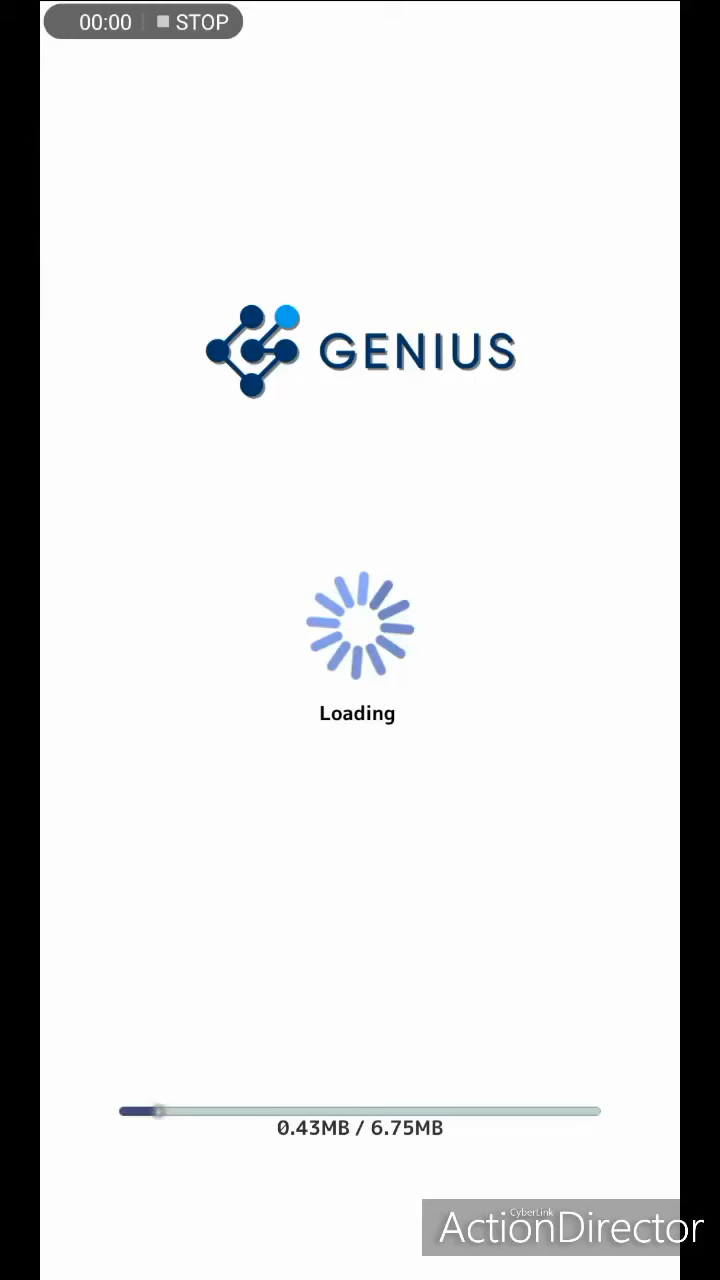 00:00 STOP
GENIUS
Loading
0.43MB / 6.75MB
CyberLink
ActionDirector